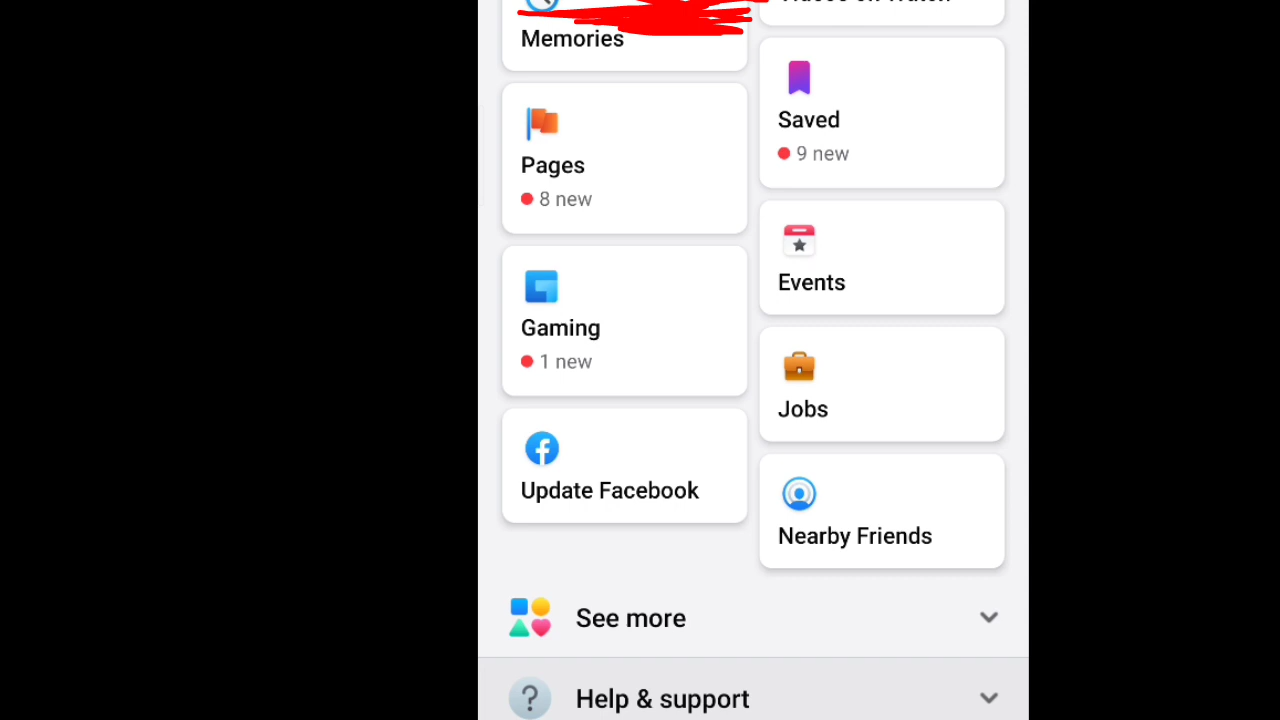 Memories
Pages
8 new
Gaming
1 new
Update Facebook
Saved
9 new
Events
Jobs
Nearby Friends
See more
Help & support